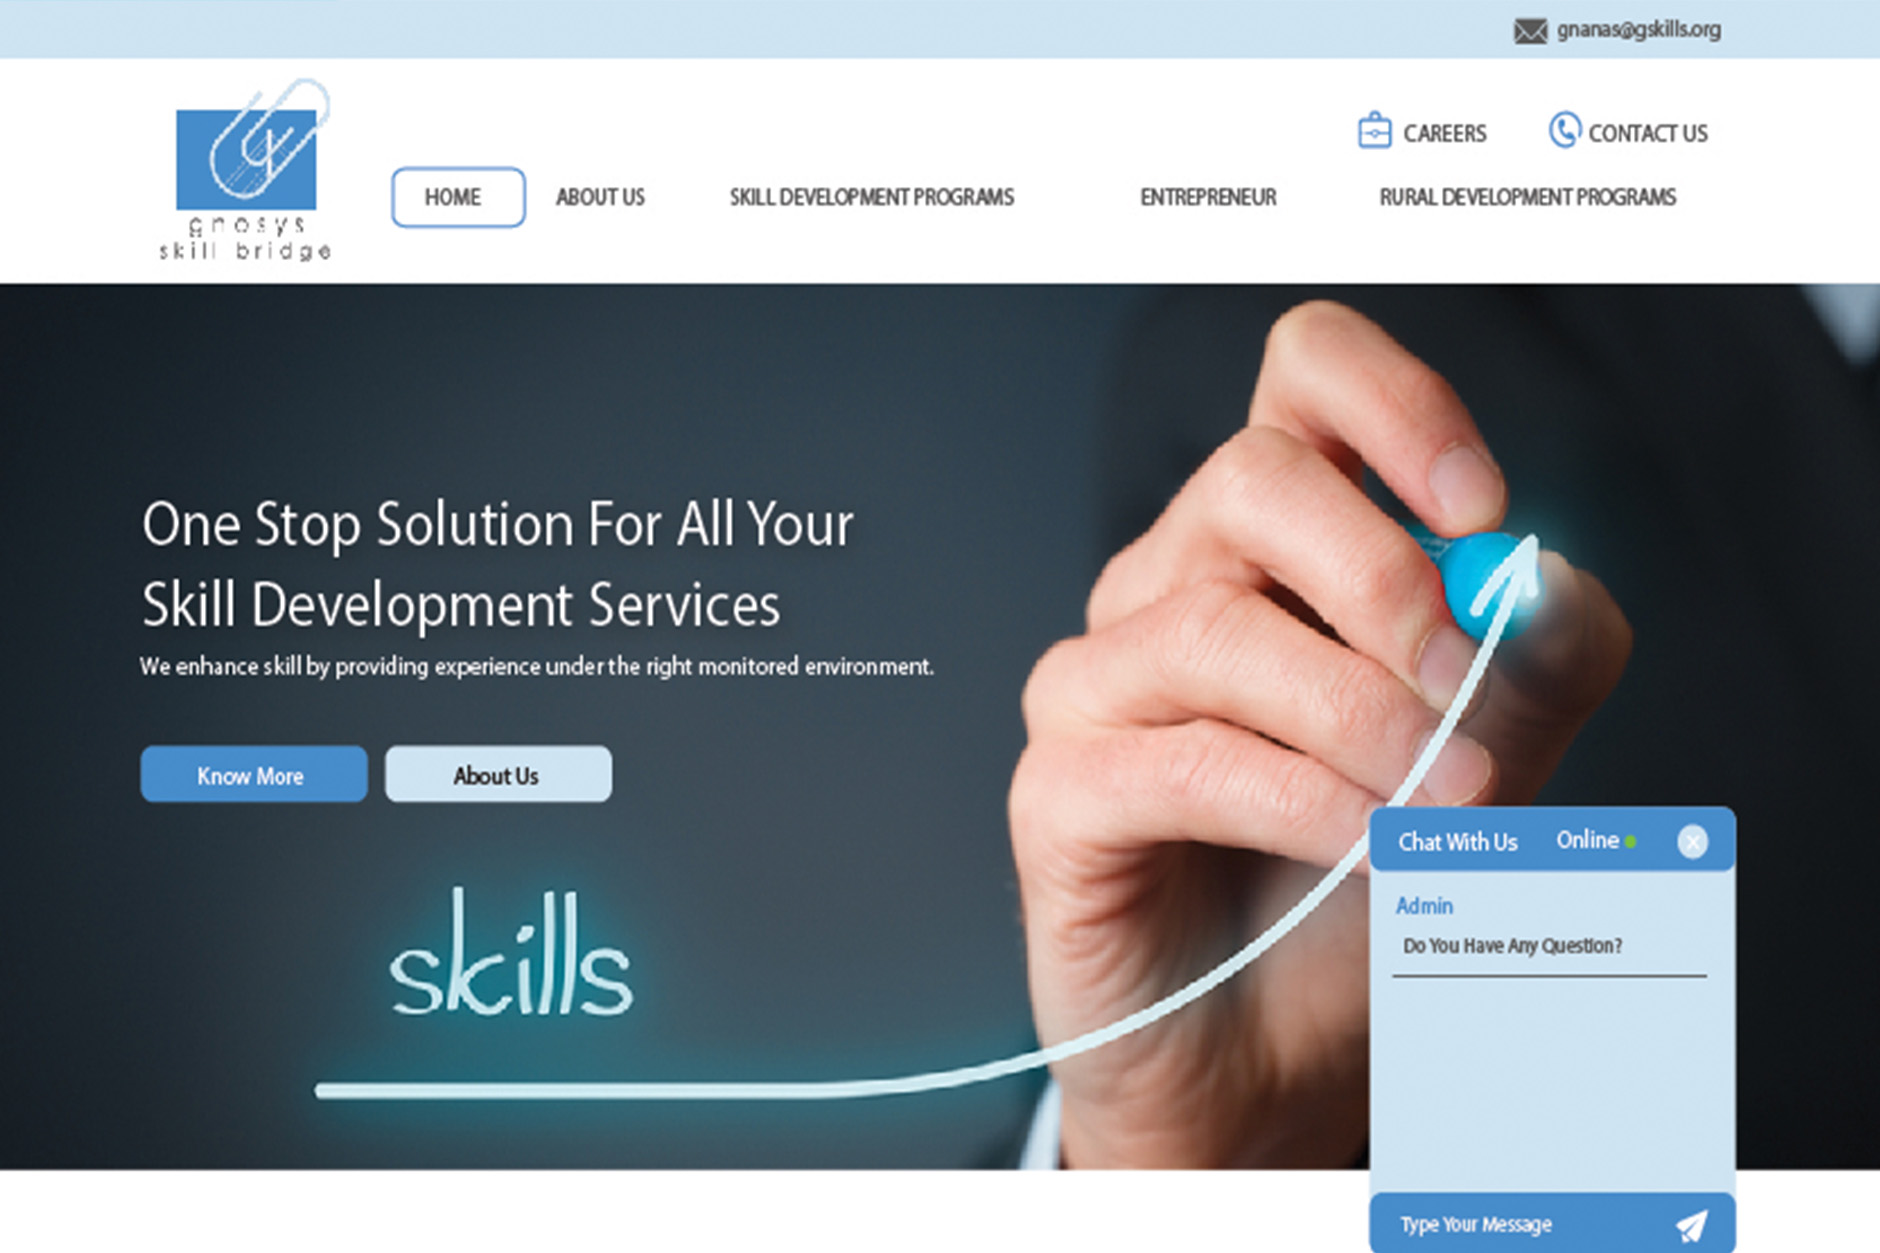 gnanas@gskills.org
gnosys
skill bridge
CAREERS
CONTACT US
HOME
ABOUT US
SKILL DEVELOPMENT PROGRAMS
ENTREPRENEUR
RURAL DEVELOPMENT PROGRAMS
One Stop Solution For All Your
Skill Development Services
We enhance skill by providing experience under the right monitored environment.
Know More
About Us
skills
Chat With Us
Online
Admin
Do You Have Any Question?
Type Your Message